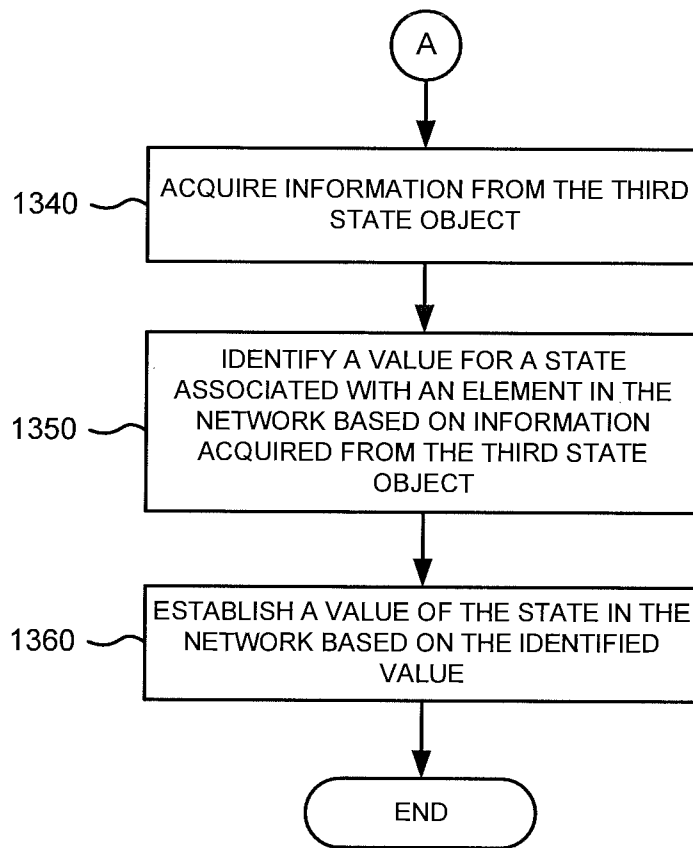 A
1340
ACQUIRE INFORMATION FROM THE THIRD
STATE OBJECT
1350
IDENTIFY A VALUE FOR A STATE
ASSOCIATED WITH AN ELEMENT IN THE
NETWORK BASED ON INFORMATION
ACQUIRED FROM THE THIRD STATE
OBJECT
1360
ESTABLISH A VALUE OF THE STATE IN THE
NETWORK BASED ON THE IDENTIFIED
VALUE
END